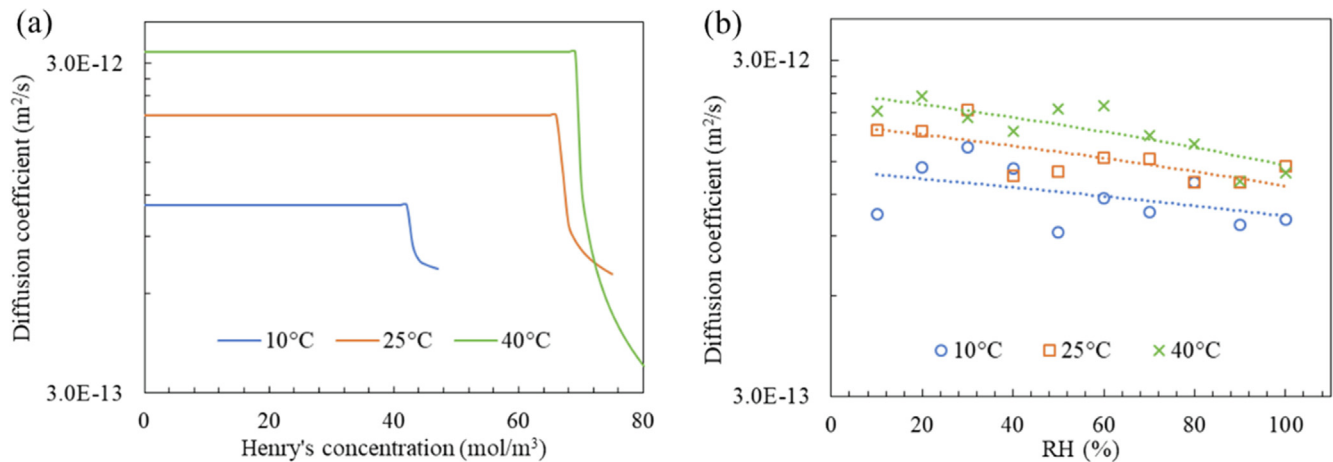 (a)
Diffusion coefficient (m²/s)
3.0E-12
3.0E-13
10°C 25°C 40°C
0 20 40 60 80
Henry's concentration (mol/m³)
(b)
Diffusion coefficient (m²/s)
3.0E-12
3.0E-13
10°C 25°C 40°C
0 20 40 60 80 100
RH (%)